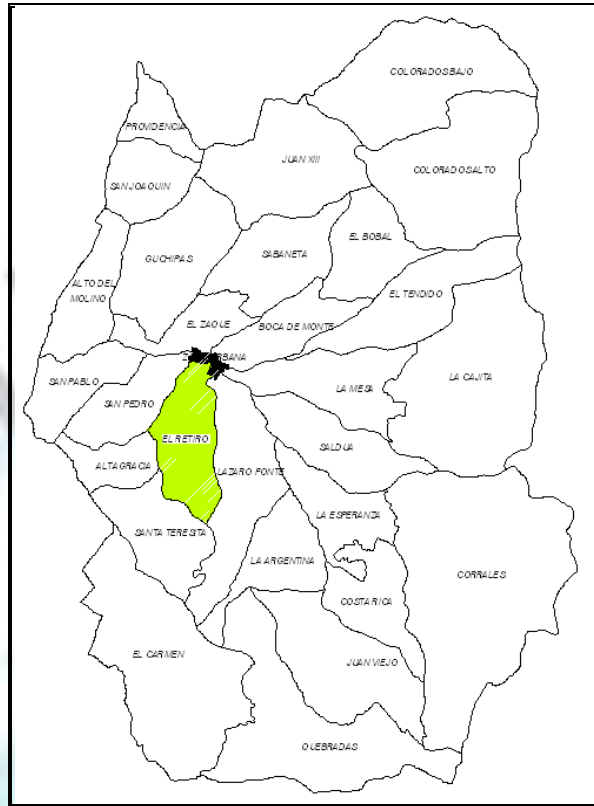 COLORADOS BAJO
PROVIDENCIA
JUAN XIII
COLORADOS ALTO
SAN JOAQUIN
EL BOBAL
SABANETA
GUCHIPAS
ALTO DEL
MOLINO
EL TENDIDO
EL ZAQUE
BOCA DE MONTE
URBANA
LA CAJITA
SAN PABLO
LA MESA
SAN PEDRO
EL RETIRO
SALDUA
ALTAGRACIA
LAZARO FONTE
LA ESPERANZA
SANTA TERESITA
LA ARGENTINA
CORRALES
COSTA RICA
EL CARMEN
JUAN VIEJO
QUEBRADAS